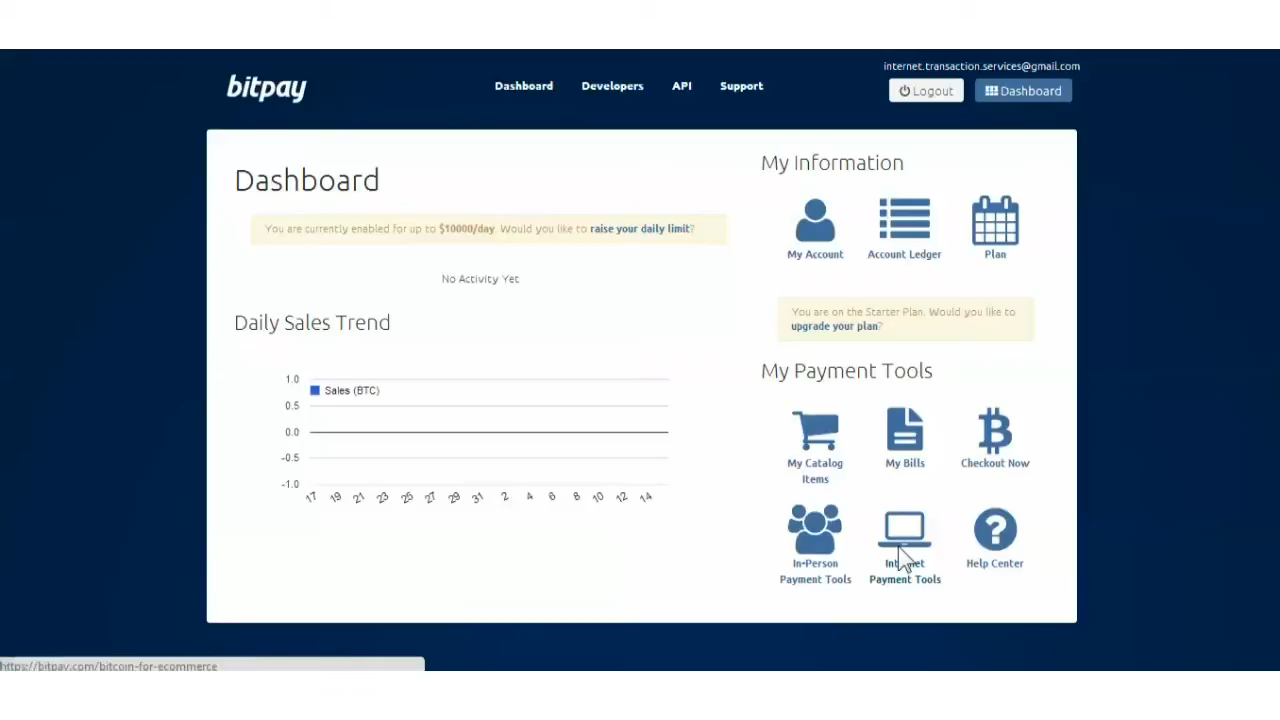 internet.transaction.services@gmail.com
bitpay
Dashboard Developers API Support
Logout Dashboard
Dashboard
You are currently enabled for up to $10000/day. Would you like to raise your daily limit?
No Activity Yet
Daily Sales Trend
1.0
Sales (BTC)
0.5
0.0
-0.5
-1.0
17 19 21 23 25 27 29 31 2 4 6 8 10 12 14
My Information
My Account Account Ledger Plan
You are on the Starter Plan. Would you like to
upgrade your plan?
My Payment Tools
My Catalog
Items
My Bills
Checkout Now
In-Person
Payment Tools
Internet
Payment Tools
Help Center
https://bitpay.com/bitcoin-for-ecommerce